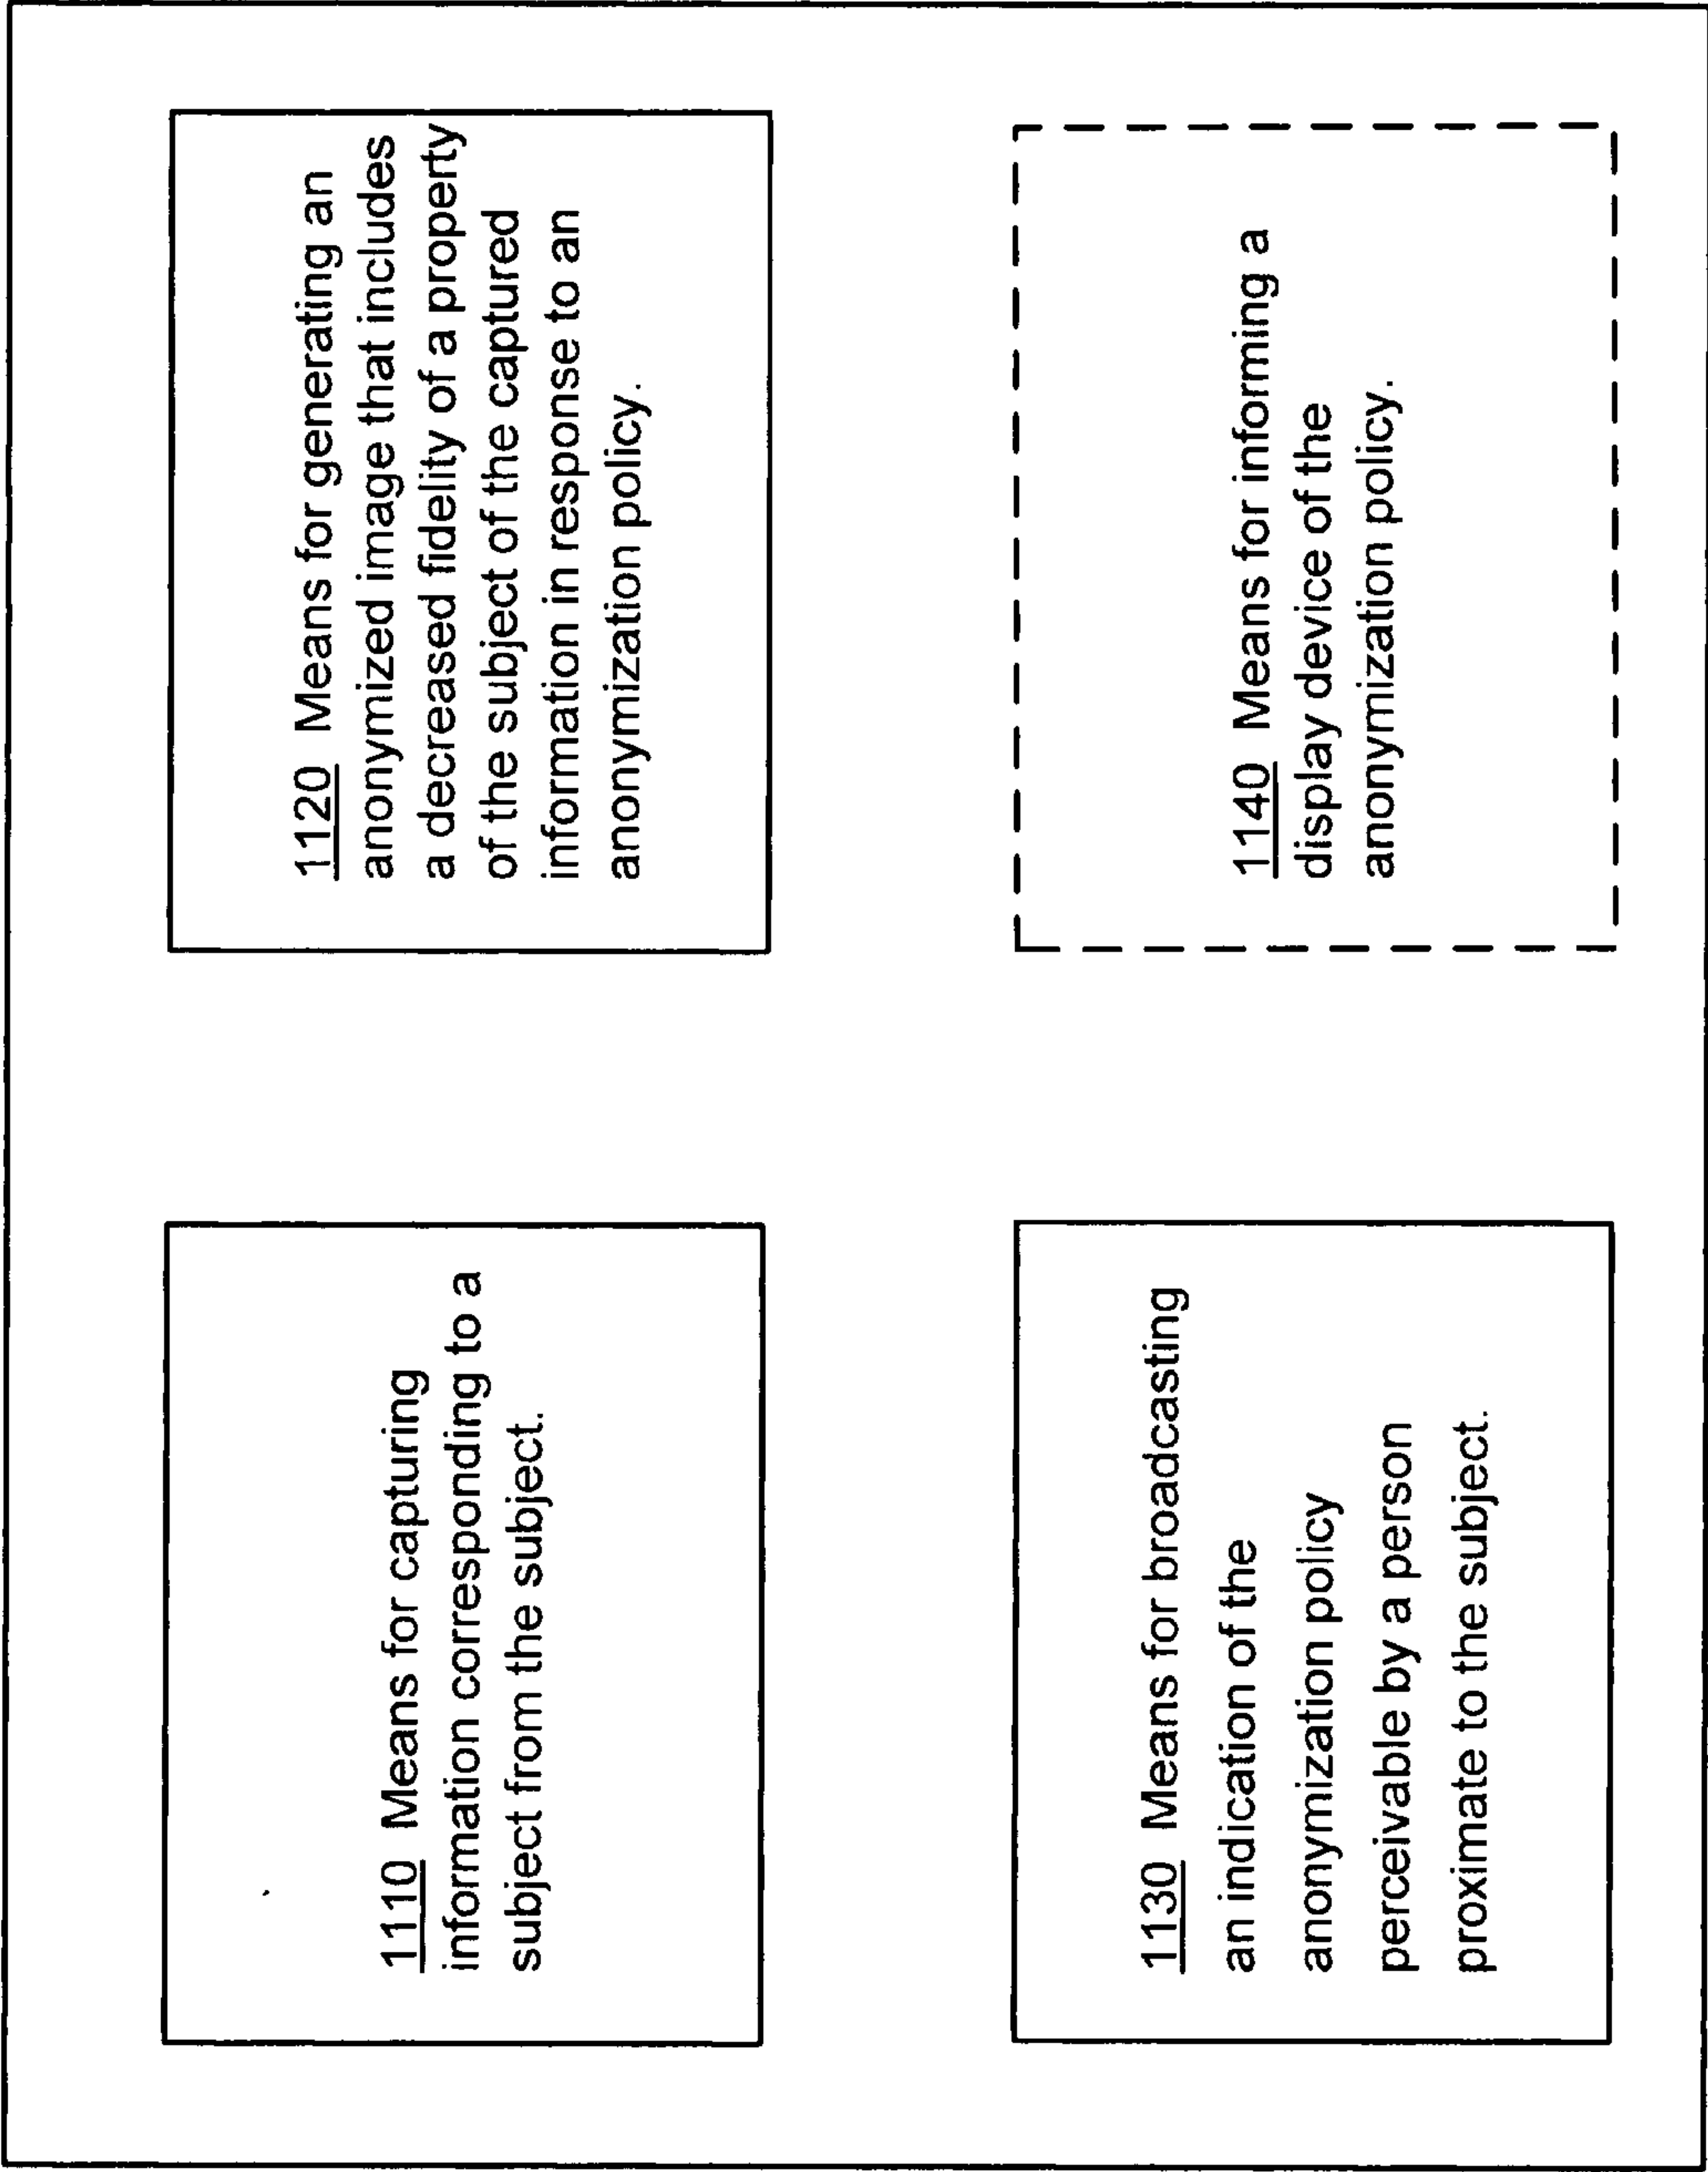 1110 Means for capturing
information corresponding to a
subject from the subject.
1120 Means for generating an
anonymized image that includes
a decreased fidelity of a property
of the subject of the captured
information in response to an
anonymization policy.
1130 Means for broadcasting
an indication of the
anonymization policy
perceivable by a person
proximate to the subject.
1140 Means for informing a
display device of the
anonymization policy.